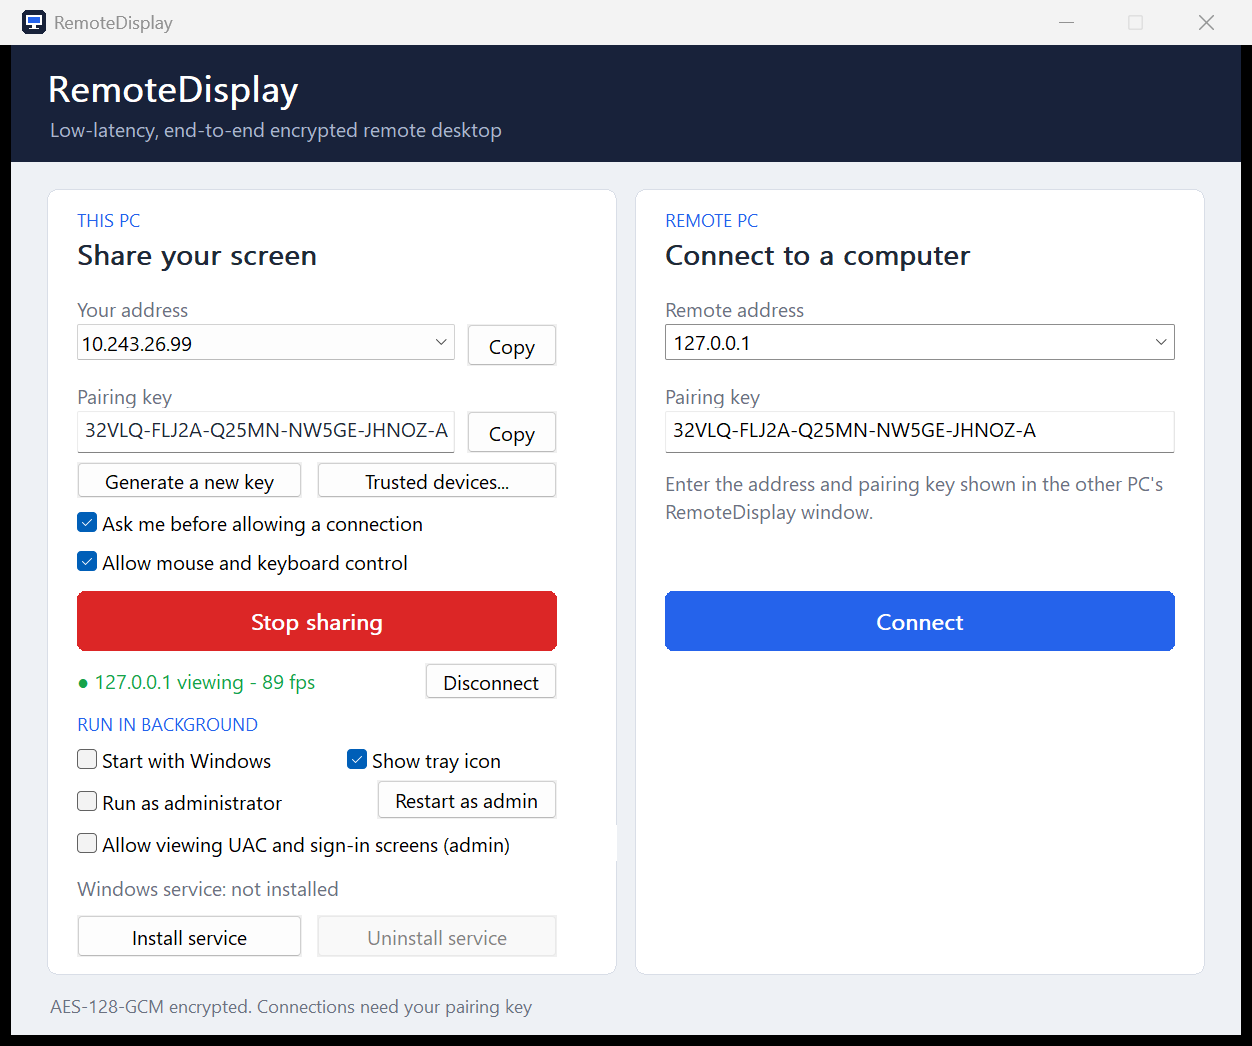 RemoteDisplay
RemoteDisplay
Low-latency, end-to-end encrypted remote desktop
THIS PC
Share your screen
Your address
10.243.26.99
Copy
Pairing key
32VLQ-FLJ2A-Q25MN-NW5GE-JHNOZ-A
Copy
Generate a new key
Trusted devices...
Ask me before allowing a connection
Allow mouse and keyboard control
Stop sharing
127.0.0.1 viewing - 89 fps
Disconnect
RUN IN BACKGROUND
Start with Windows
Show tray icon
Run as administrator
Restart as admin
Allow viewing UAC and sign-in screens (admin)
Windows service: not installed
Install service
Uninstall service
REMOTE PC
Connect to a computer
Remote address
127.0.0.1
Pairing key
32VLQ-FLJ2A-Q25MN-NW5GE-JHNOZ-A
Enter the address and pairing key shown in the other PC's
RemoteDisplay window.
Connect
AES-128-GCM encrypted. Connections need your pairing key